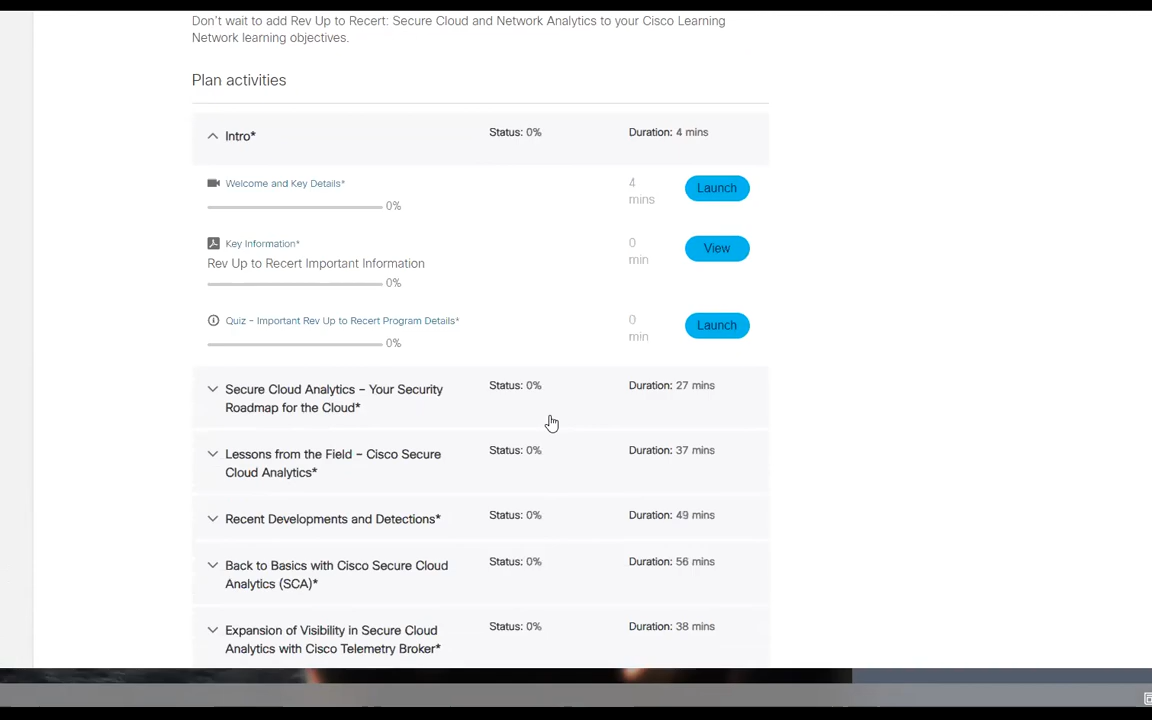 Don't wait to add Rev Up to Recert: Secure Cloud and Network Analytics to your Cisco Learning
Network learning objectives.
Plan activities
Intro*
Status: 0%
Duration: 4 mins
Welcome and Key Details*
0%
4
mins
Launch
Key Information*
Rev Up to Recert Important Information
0%
0
min
View
Quiz – Important Rev Up to Recert Program Details*
0%
0
min
Launch
Secure Cloud Analytics – Your Security
Roadmap for the Cloud*
Status: 0%
Duration: 27 mins
Lessons from the Field – Cisco Secure
Cloud Analytics*
Status: 0%
Duration: 37 mins
Recent Developments and Detections*
Status: 0%
Duration: 49 mins
Back to Basics with Cisco Secure Cloud
Analytics (SCA)*
Status: 0%
Duration: 56 mins
Expansion of Visibility in Secure Cloud
Analytics with Cisco Telemetry Broker*
Status: 0%
Duration: 38 mins